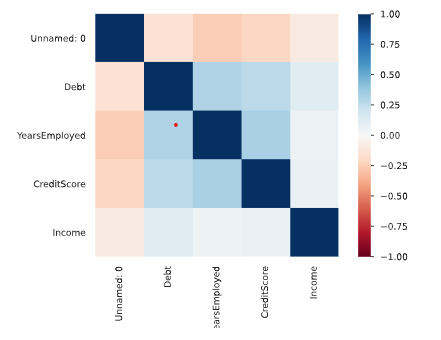 Unnamed: 0
Debt
YearsEmployed
CreditScore
Income
1.00
0.75
0.50
0.25
0.00
−0.25
−0.50
−0.75
−1.00
Unnamed: 0
Debt
earsEmployed
CreditScore
Income